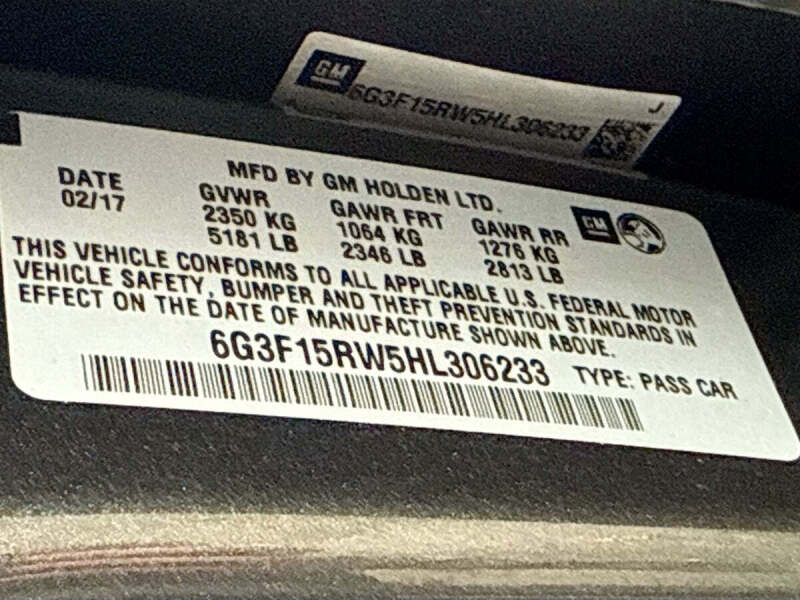 GM
6G3F15RW5HL306233
J
MFD BY GM HOLDEN LTD.
DATE GVWR GAWR FRT GAWR RR GM
02/17 2350 KG 1064 KG 1276 KG
5181 LB 2346 LB 2813 LB
THIS VEHICLE CONFORMS TO ALL APPLICABLE U.S. FEDERAL MOTOR
VEHICLE SAFETY, BUMPER AND THEFT PREVENTION STANDARDS IN
EFFECT ON THE DATE OF MANUFACTURE SHOWN ABOVE.
6G3F15RW5HL306233 TYPE: PASS CAR